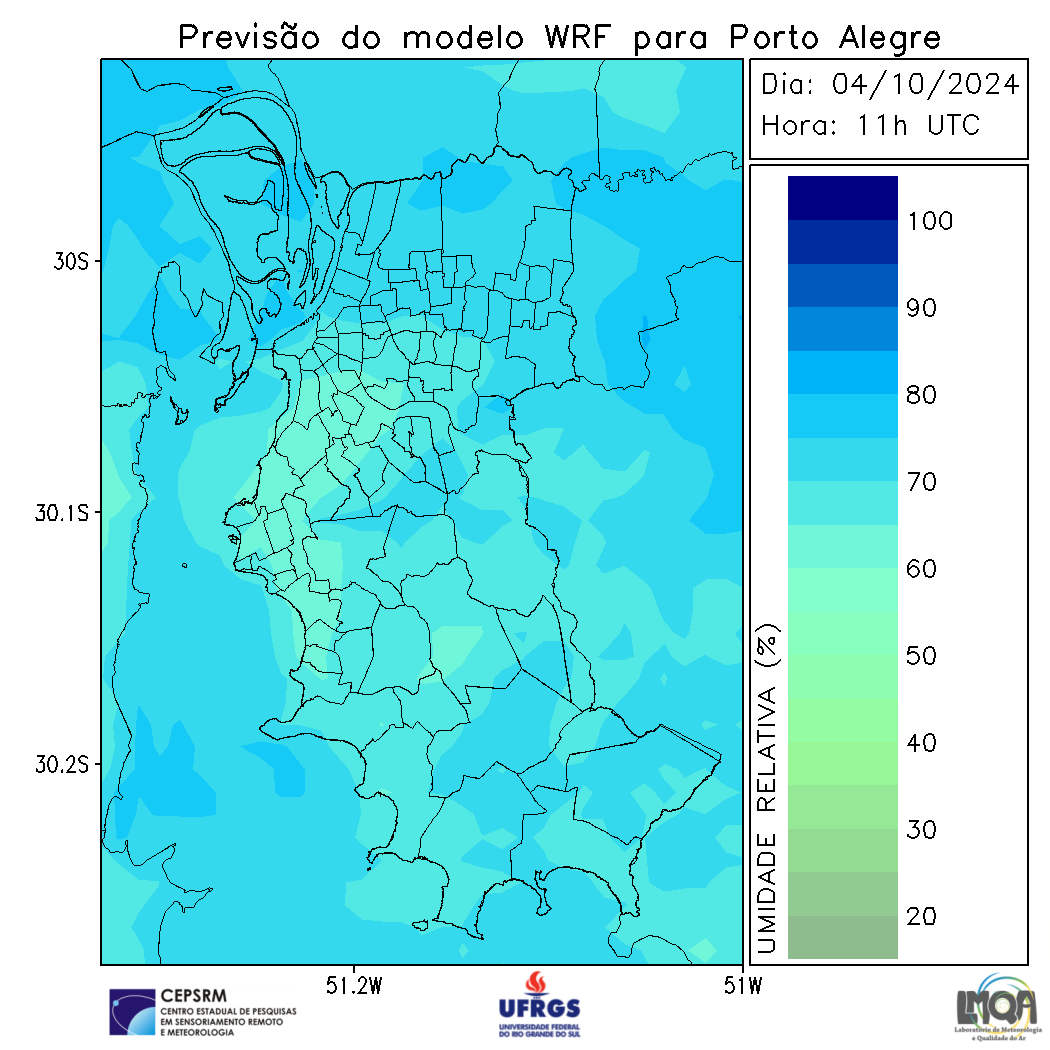 Previsão do modelo WRF para Porto Alegre
Dia: 04/10/2024
Hora: 11h UTC
30S
30.1S
30.2S
51.2W
51W
100
90
80
70
60
50
40
30
20
UMIDADE RELATIVA (%)
CEPSRM
CENTRO ESTADUAL DE PESQUISAS
EM SENSORIAMENTO REMOTO
E METEOROLOGIA
UFRGS
UNIVERSIDADE FEDERAL
DO RIO GRANDE DO SUL
LMQA
Laboratório de Meteorologia
e Qualidade do Ar